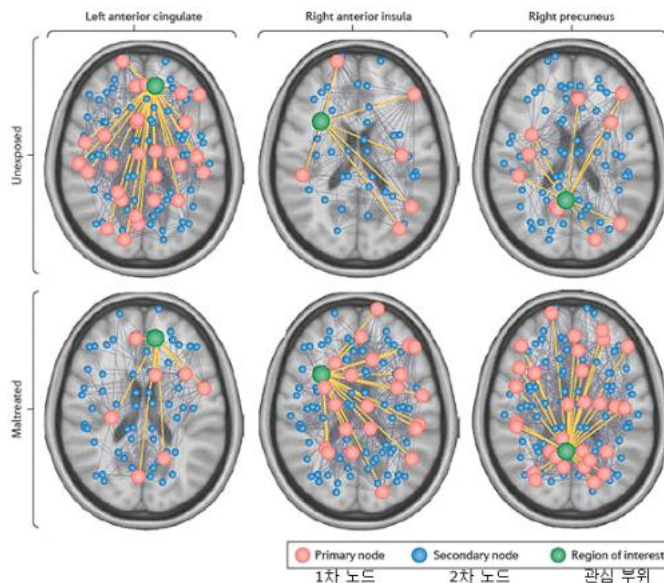 Left anterior cingulate
Right anterior insula
Right precuneus
Unexposed
Maltreated
Primary node
Secondary node
Region of interest
1차 노드
2차 노드
관심 부위